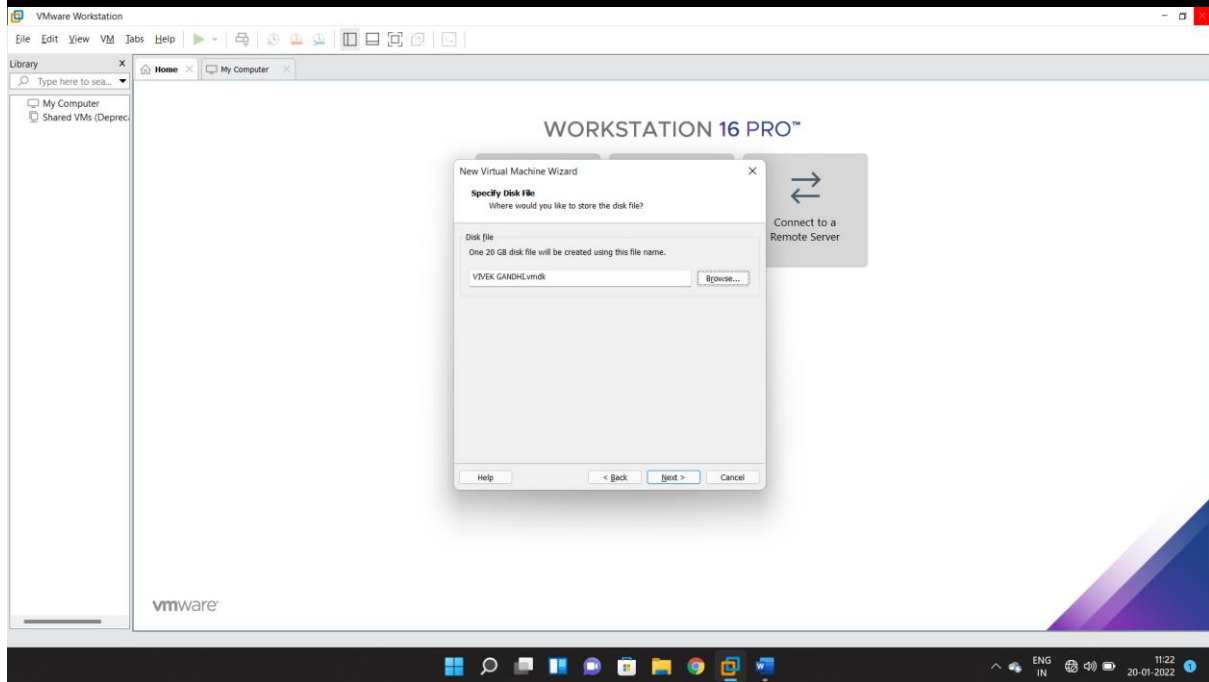 VMware Workstation
File Edit View VM Tabs Help
Library X
Type here to sea...
Home
My Computer
My Computer
Shared VMs (Depreca
WORKSTATION 16 PRO™
New Virtual Machine Wizard
Specify Disk File
Where would you like to store the disk file?
Disk file
One 20 GB disk file will be created using this file name.
VIVEK GANDHI.vmdk
Browse...
Help
< Back
Next >
Cancel
Connect to a
Remote Server
vmware
ENG
IN
11:22
20-01-2022
1